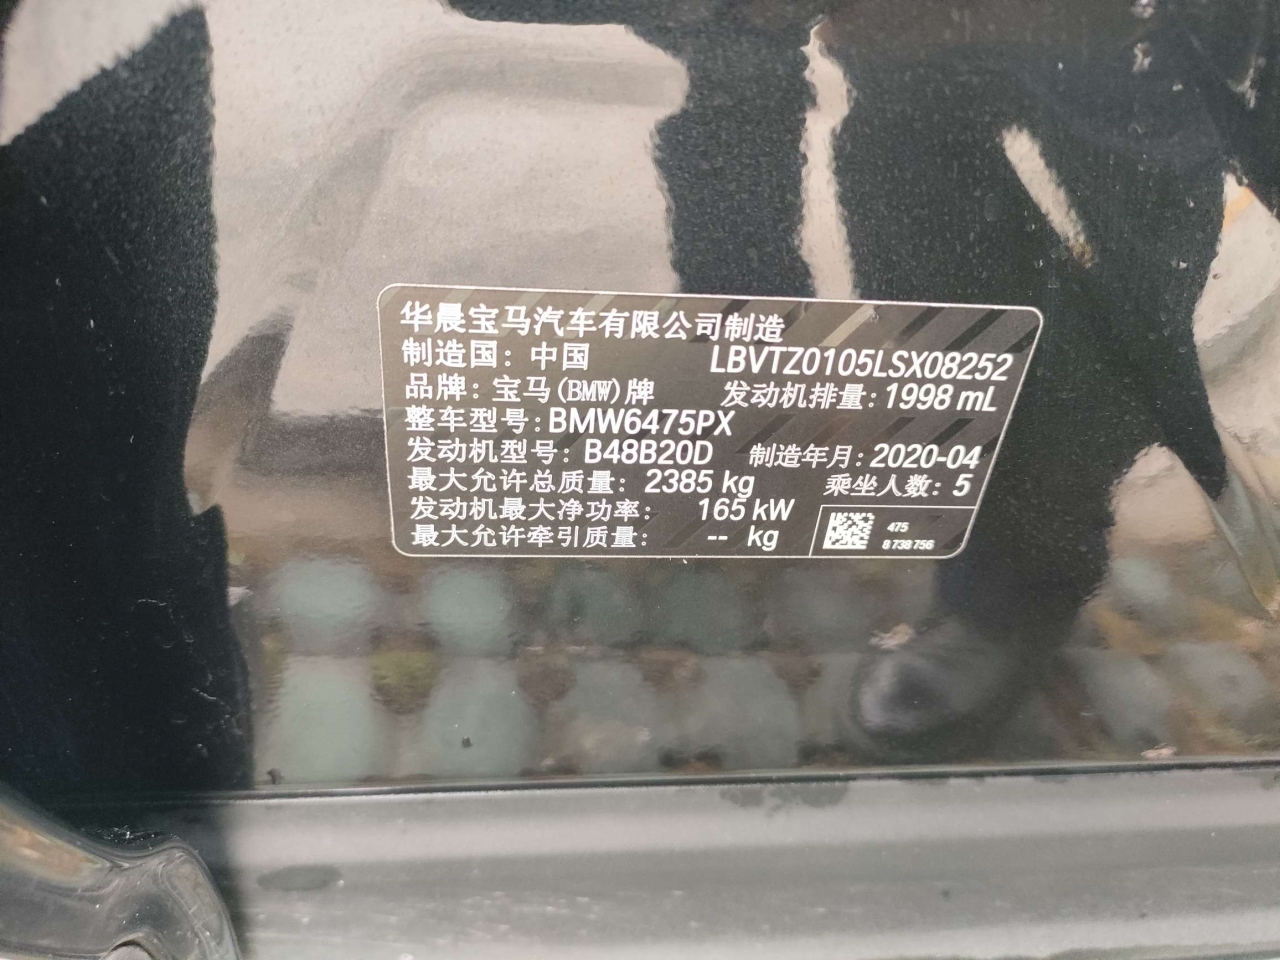 华晨宝马汽车有限公司制造
制造国：中国 LBVTZ0105LSX08252
品牌：宝马(BMW)牌 发动机排量：1998 mL
整车型号：BMW6475PX
发动机型号：B48B20D 制造年月：2020-04
最大允许总质量：2385 kg 乘坐人数：5
发动机最大净功率：165 kW
最大允许牵引质量：-- kg
475
8 738 756